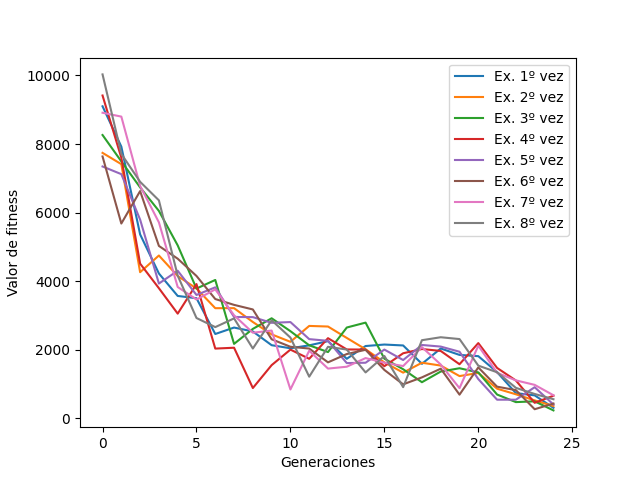 10000
8000
6000
4000
2000
0
Valor de fitness
0
5
10
15
20
25
Generaciones
Ex. 1º vez
Ex. 2º vez
Ex. 3º vez
Ex. 4º vez
Ex. 5º vez
Ex. 6º vez
Ex. 7º vez
Ex. 8º vez